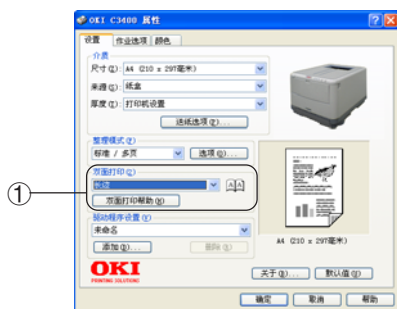 OKI C3400 属性
设置 作业选项 颜色
介质
尺寸(Z): A4 (210 x 297毫米)
来源(S): 纸盒
厚度(T): 打印机设置
送纸选项(P)...
整理模式(F)
标准 / 多页 选项(O)...
双面打印(2)
①
长边
双面打印帮助(H)
驱动程序设置(V)
未命名
添加(D)... 删除(R)
A4 (210 x 297毫米)
OKI
PRINTING SOLUTIONS
关于(A)... 默认值(U)
确定 取消 帮助